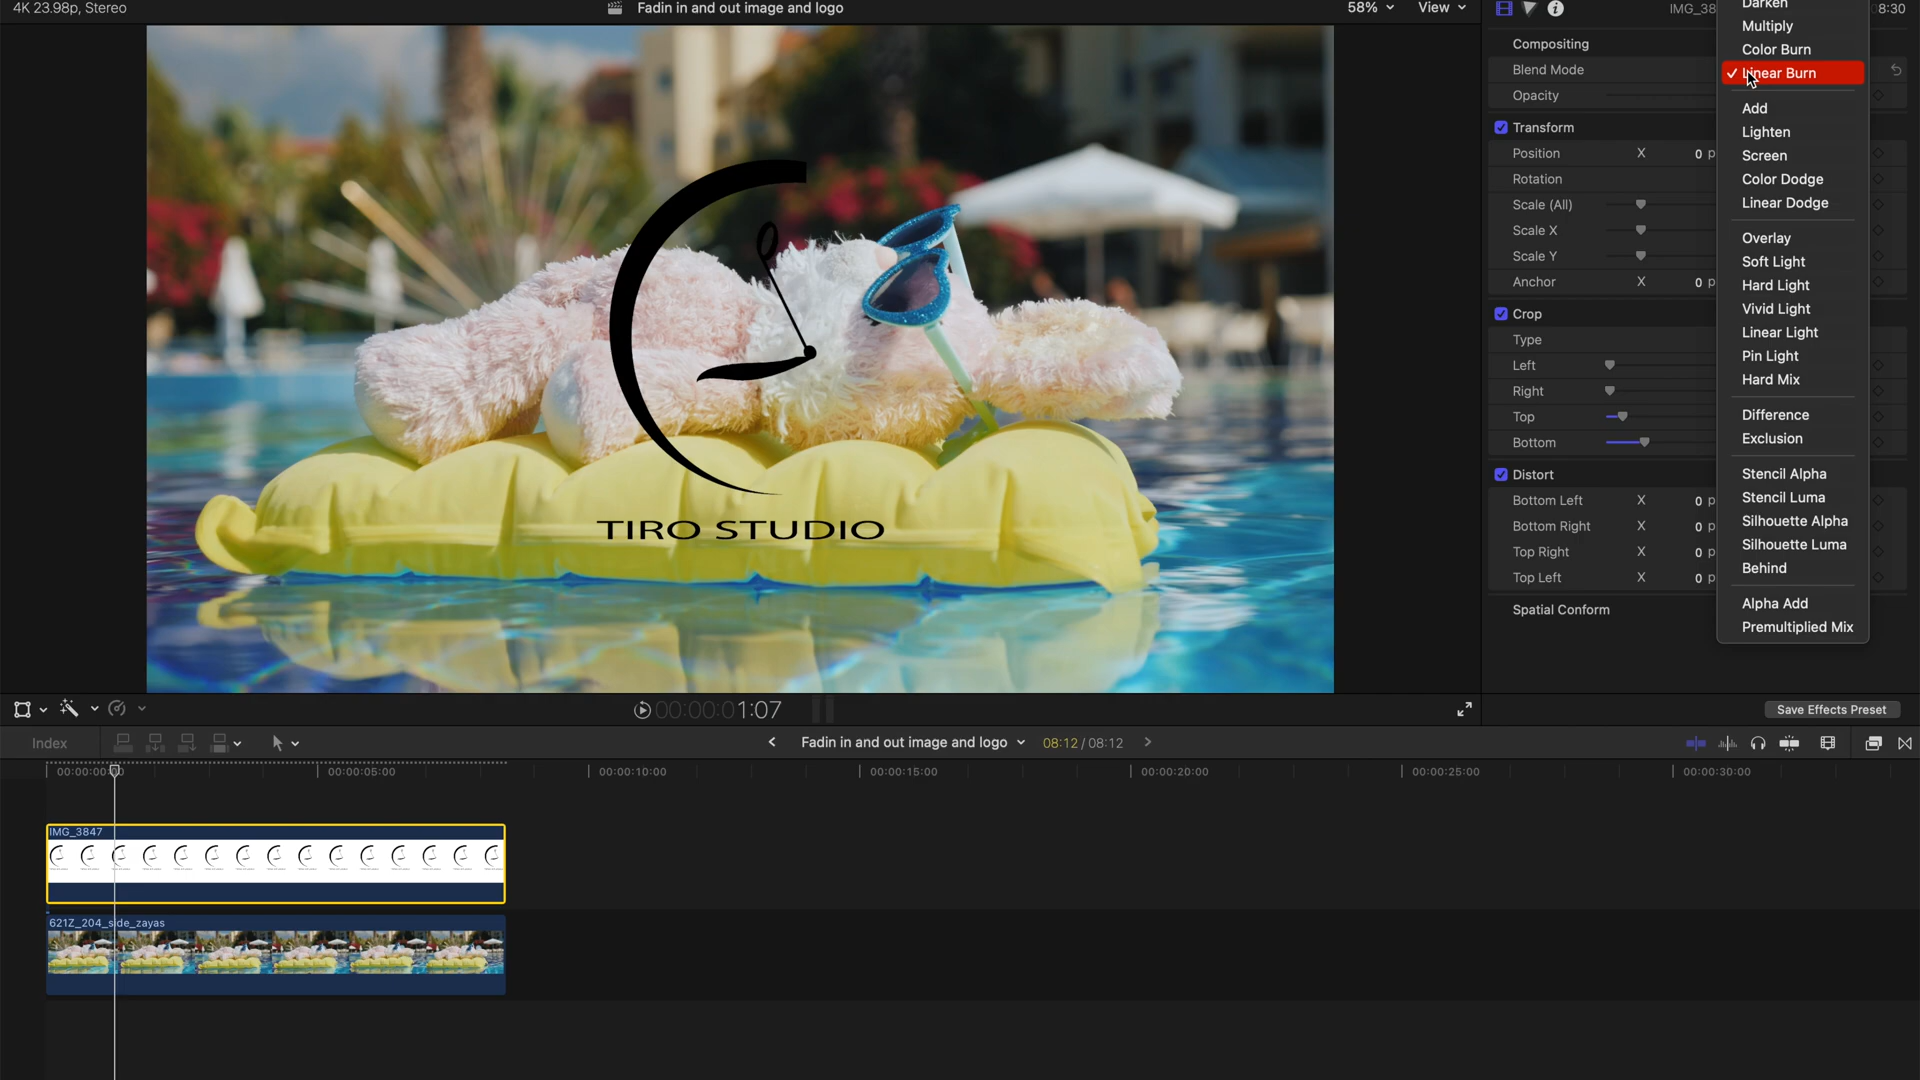 4K 23.98p, Stereo
Fadin in and out image and logo
58%
View
IMG_38
8:30
Compositing
Blend Mode
Opacity
Transform
Position X 0 p
Rotation
Scale (All)
Scale X
Scale Y
Anchor X 0 p
Crop
Type
Left
Right
Top
Bottom
Distort
Bottom Left X 0 p
Bottom Right X 0 p
Top Right X 0 p
Top Left X 0 p
Spatial Conform
Darken
Multiply
Color Burn
Linear Burn
Add
Lighten
Screen
Color Dodge
Linear Dodge
Overlay
Soft Light
Hard Light
Vivid Light
Linear Light
Pin Light
Hard Mix
Difference
Exclusion
Stencil Alpha
Stencil Luma
Silhouette Alpha
Silhouette Luma
Behind
Alpha Add
Premultiplied Mix
TIRO STUDIO
00:00:01:07
Save Effects Preset
Index
Fadin in and out image and logo
08:12 / 08:12
00:00:00:00
00:00:05:00
00:00:10:00
00:00:15:00
00:00:20:00
00:00:25:00
00:00:30:00
IMG_3847
621Z_204_side_zayas